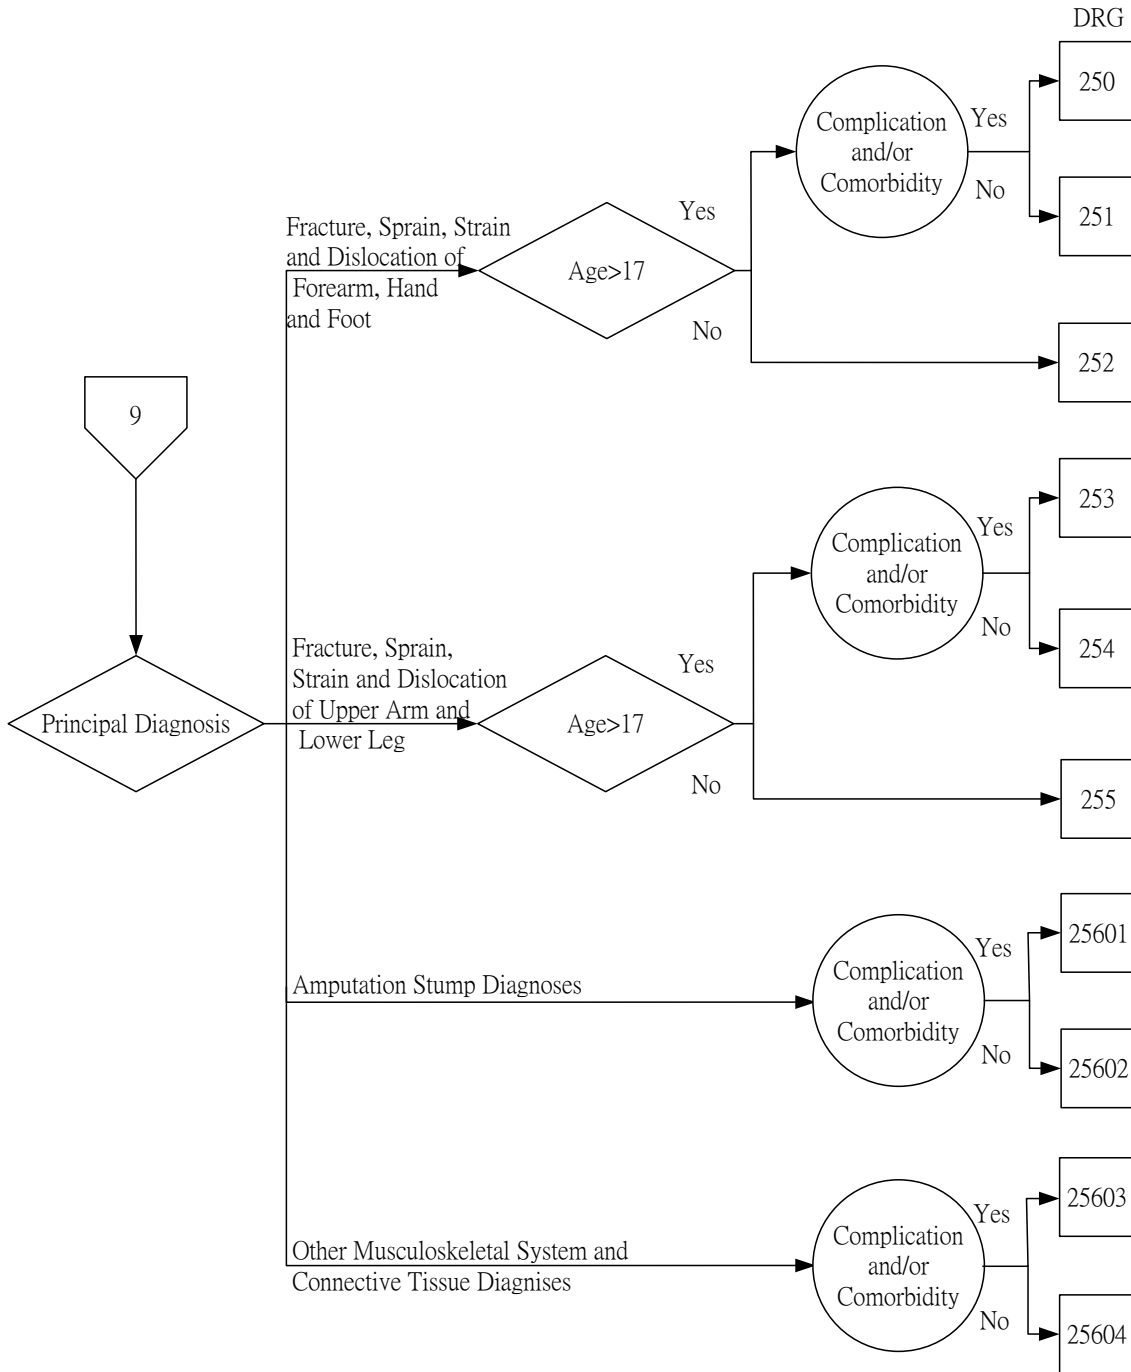 DRG
250
Complication
and/or
Comorbidity
Yes
No
251
Fracture, Sprain, Strain
and Dislocation of
Forearm, Hand
and Foot
Age>17
Yes
No
252
9
253
Complication
and/or
Comorbidity
Yes
No
254
Principal Diagnosis
Fracture, Sprain,
Strain and Dislocation
of Upper Arm and
Lower Leg
Age>17
Yes
No
255
25601
Amputation Stump Diagnoses
Complication
and/or
Comorbidity
Yes
No
25602
25603
Other Musculoskeletal System and
Connective Tissue Diagnises
Complication
and/or
Comorbidity
Yes
No
25604